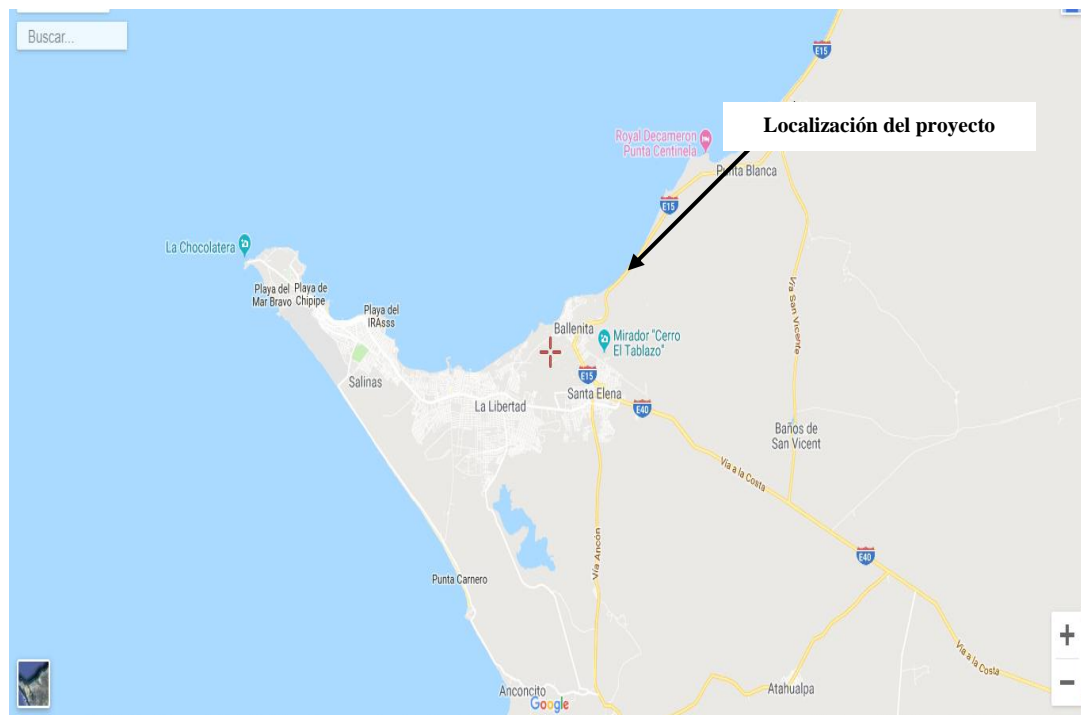 Buscar...
E15
Localización del proyecto
Royal Decameron
Punta Centinela
Punta Blanca
E15
La Chocolatera
Playa del
Mar Bravo
Playa de
Chipipe
Playa del
IRAsss
Vía San Vicente
Ballenita
Mirador "Cerro
El Tablazo"
E15
Salinas
Santa Elena
La Libertad
E40
Baños de
San Vicent
Vía a la Costa
Vía Ancón
E40
Punta Carnero
Vía a la Costa
+
−
Anconcito
Atahualpa
Google